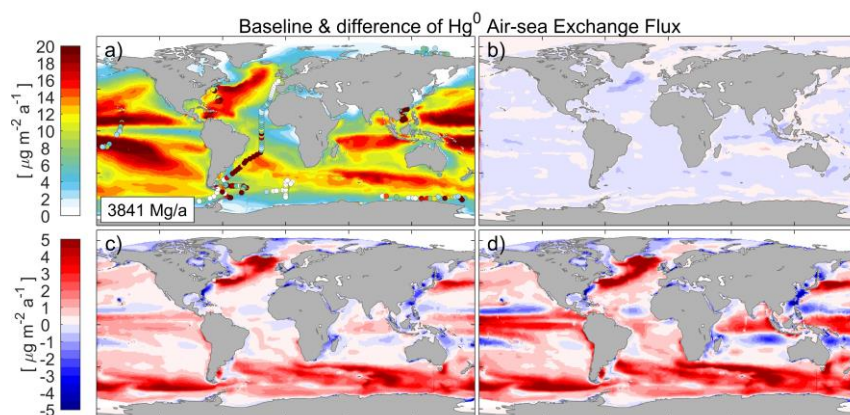 Baseline & difference of Hg⁰ Air-sea Exchange Flux
a)
b)
20
18
16
14
12
10
8
6
4
2
0
[ µg m⁻² a⁻¹ ]
3841 Mg/a
c)
d)
5
4
3
2
1
0
-1
-2
-3
-4
-5
[ µg m⁻² a⁻¹ ]